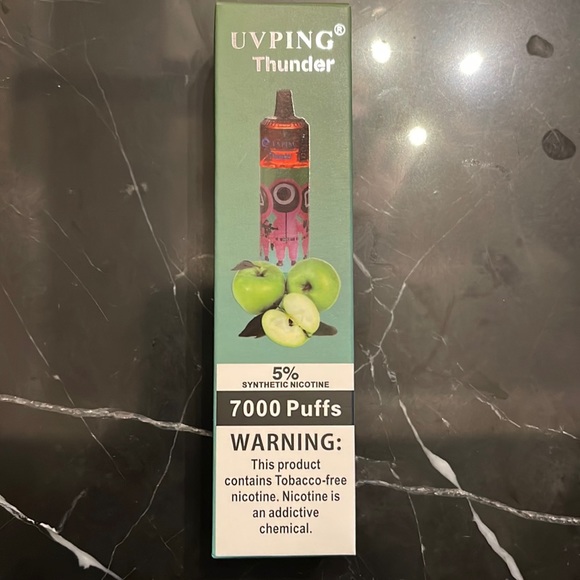 UVPING®
Thunder
5%
SYNTHETIC NICOTINE
7000 Puffs
WARNING:
This product
contains Tobacco-free
nicotine. Nicotine is
an addictive
chemical.